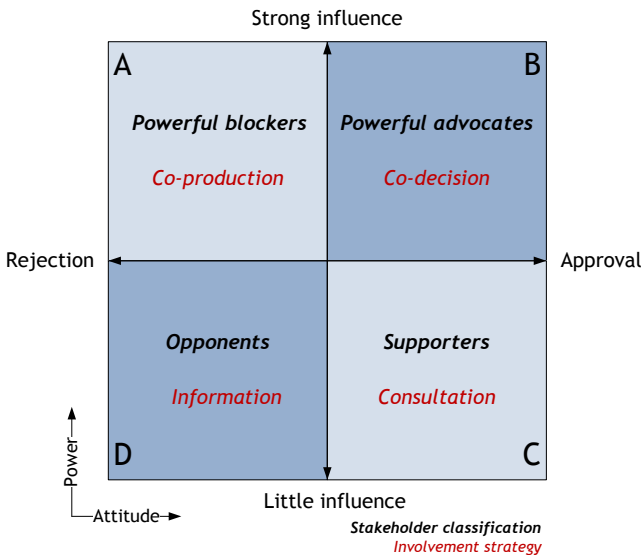 Strong influence
A
B
Powerful blockers
Powerful advocates
Co-production
Co-decision
Rejection
Approval
Opponents
Supporters
Information
Consultation
D
C
Power
Attitude
Little influence
Stakeholder classification
Involvement strategy